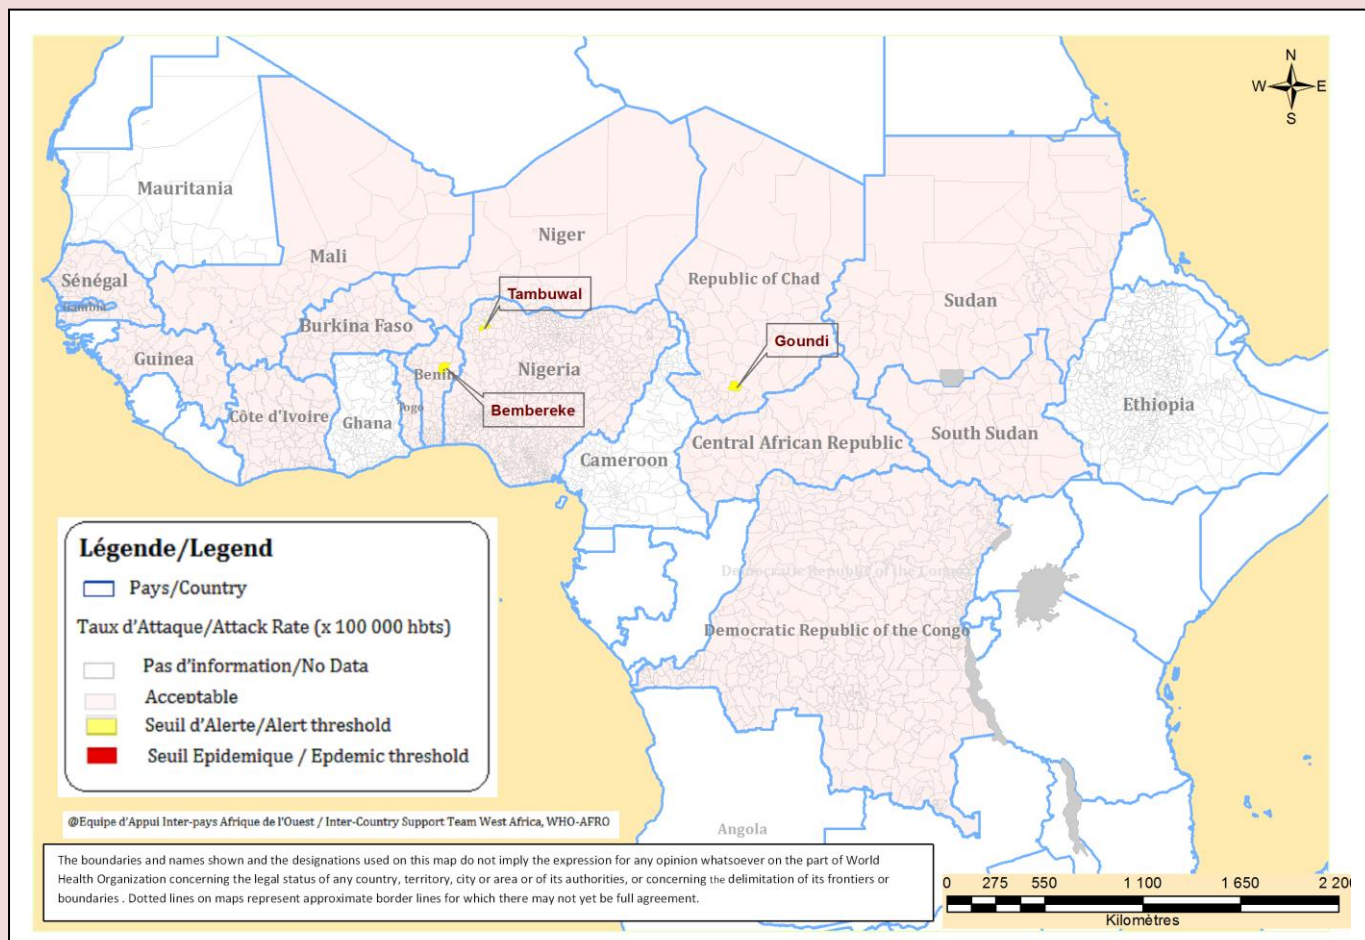 N
W E
S
Mauritania
Mali
Niger
Republic of Chad
Sudan
Sénégal
Gambia
Tambuwal
Burkina Faso
Goundi
Guinea
Nigeria
Benin
Bembereke
Togo
Côte d'Ivoire
Ghana
Ethiopia
Central African Republic
South Sudan
Cameroon
Democratic Republic of the Congo
Democratic Republic of the Congo
Angola
Légende/Legend
Pays/Country
Taux d'Attaque/Attack Rate (x 100 000 hbts)
Pas d'information/No Data
Acceptable
Seuil d'Alerte/Alert threshold
Seuil Epidemique / Epdemic threshold
@Equipe d'Appui Inter-pays Afrique de l'Ouest / Inter-Country Support Team West Africa, WHO-AFRO
The boundaries and names shown and the designations used on this map do not imply the expression for any opinion whatsoever on the part of World
Health Organization concerning the legal status of any country, territory, city or area or of its authorities, or concerning the delimitation of its frontiers or
boundaries . Dotted lines on maps represent approximate border lines for which there may not yet be full agreement.
0 275 550 1 100 1 650 2 200
Kilomètres